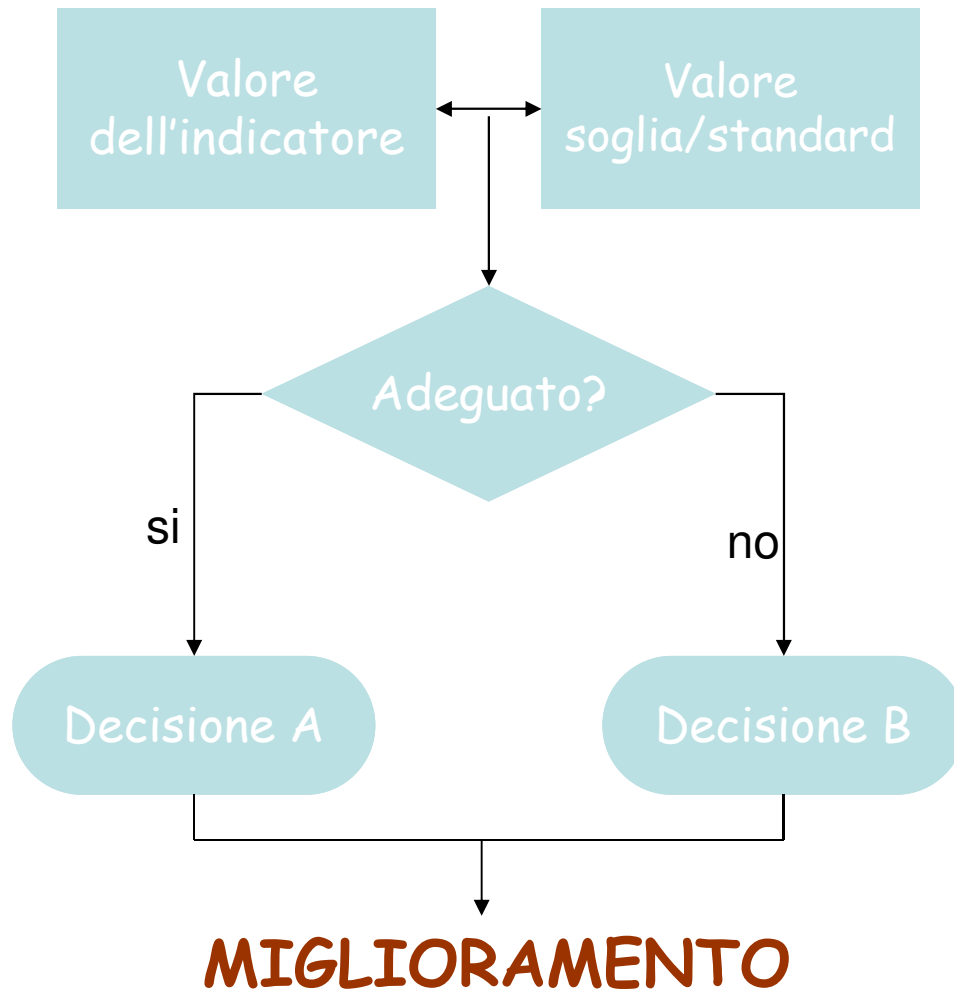 Valore
dell'indicatore
Valore
soglia/standard
Adeguato?
si
no
Decisione A
Decisione B
MIGLIORAMENTO